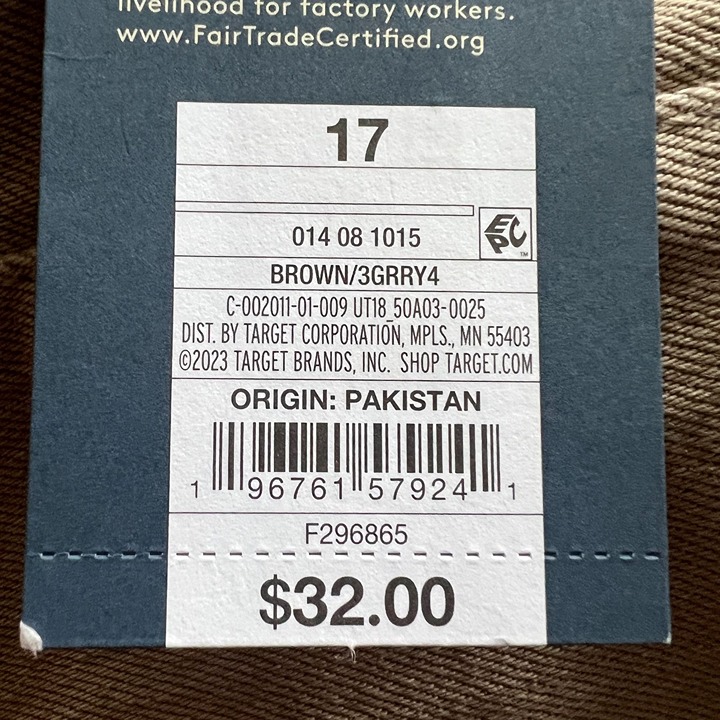 livelihood for factory workers.
www.FairTradeCertified.org
17
014 08 1015
EPC
TM
BROWN/3GRRY4
C-002011-01-009 UT18_50A03-0025
DIST. BY TARGET CORPORATION, MPLS., MN 55403
©2023 TARGET BRANDS, INC. SHOP TARGET.COM
ORIGIN: PAKISTAN
1 96761 57924 1
F296865
$32.00